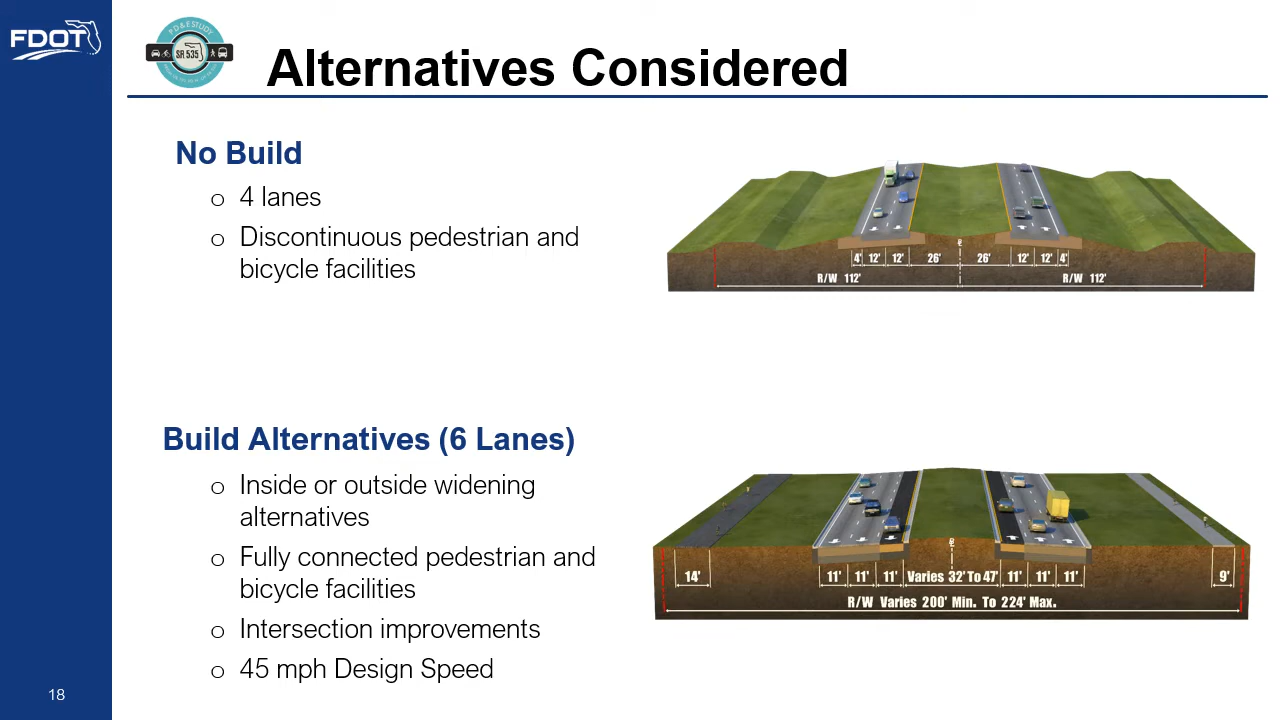 FDOT
PD&E STUDY
SR 535
Alternatives Considered
No Build
o 4 lanes
o Discontinuous pedestrian and
bicycle facilities
℄
4' 12' 12' 26' 26' 12' 12' 4'
R/W 112' R/W 112'
Build Alternatives (6 Lanes)
o Inside or outside widening
alternatives
o Fully connected pedestrian and
bicycle facilities
o Intersection improvements
o 45 mph Design Speed
℄
14' 11' 11' 11' Varies 32' To 47' 11' 11' 11' 9'
R/W Varies 200' Min. To 224' Max.
18